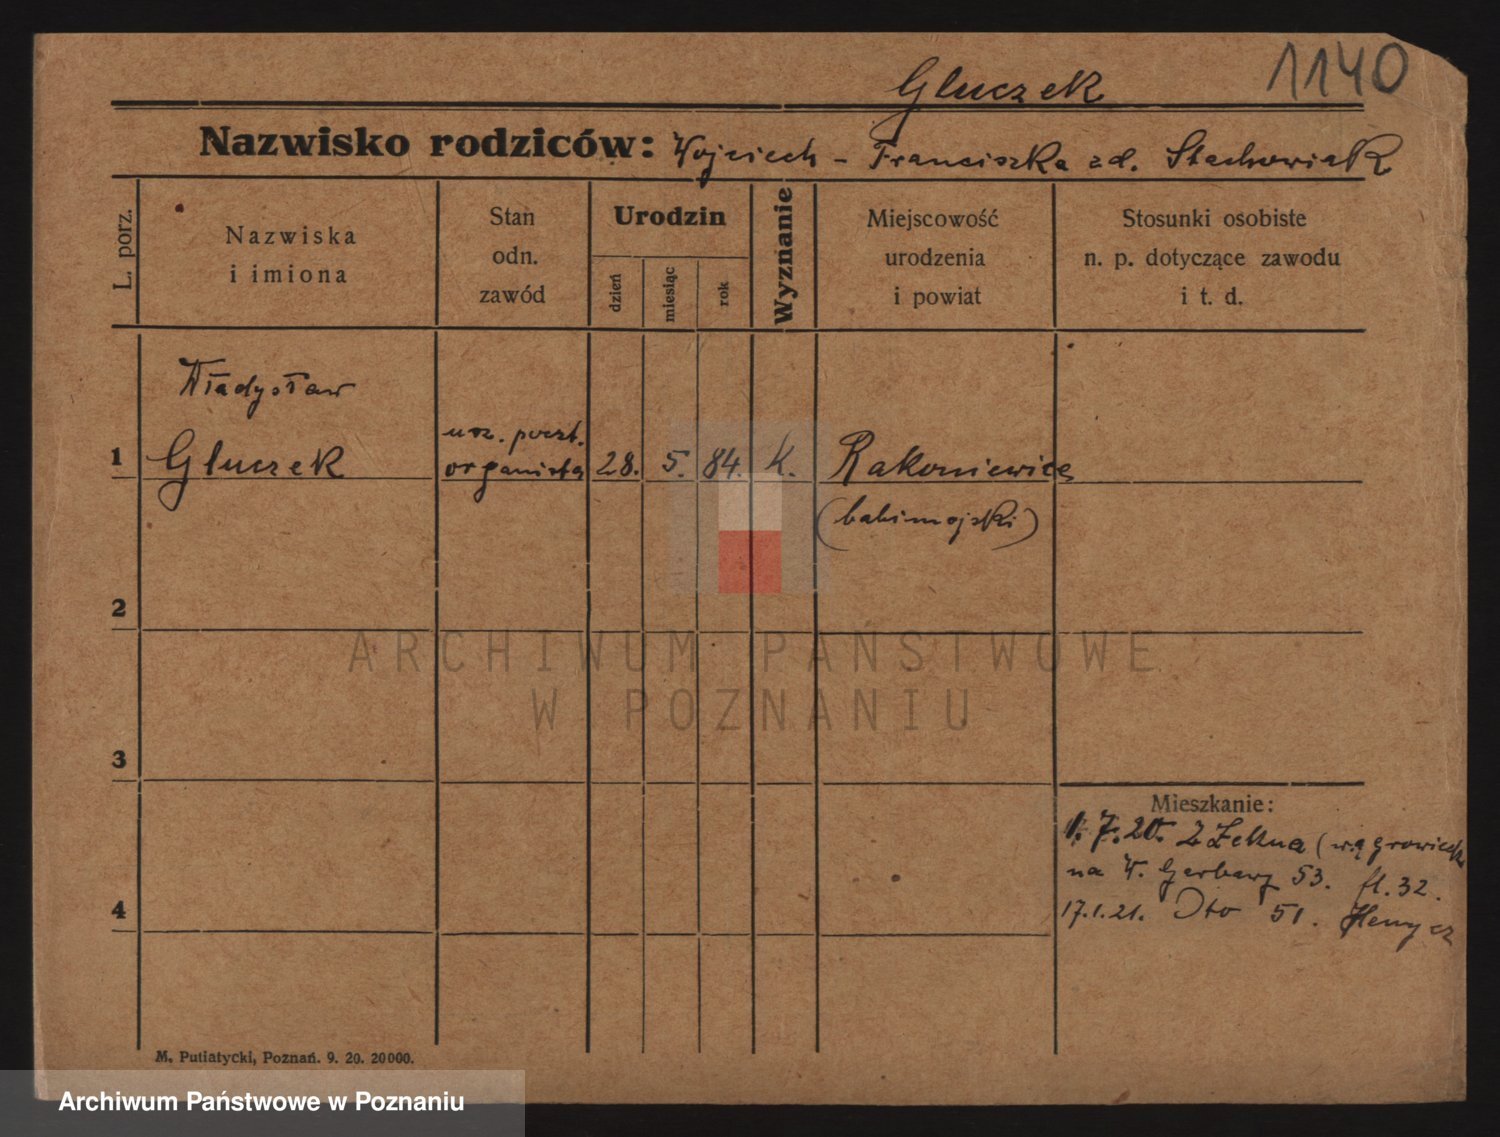 1140
Gluczek
Nazwisko rodziców: Wojciech - Franciszka zd. Stachowiak
L. porz.
Nazwiska
i imiona
Stan
odn.
zawód
Urodzin
dzień
miesiąc
rok
Wyznanie
Miejscowość
urodzenia
i powiat
Stosunki osobiste
n. p. dotyczące zawodu
i t. d.
Władysław
1 Gluczek
urz. poczt.
organista 28. 5. 84. K. Rakoniewice
(babimojski)
2
3
4
Mieszkanie:
1.7.20. z Żelkna (wągrowieck
na W. Garbary 53. fl. 32.
17.1.21. Dto 51.
M. Putiatycki, Poznań. 9. 20. 20000.
ARCHIWUM PAŃSTWOWE
W POZNANIU
Archiwum Państwowe w Poznaniu